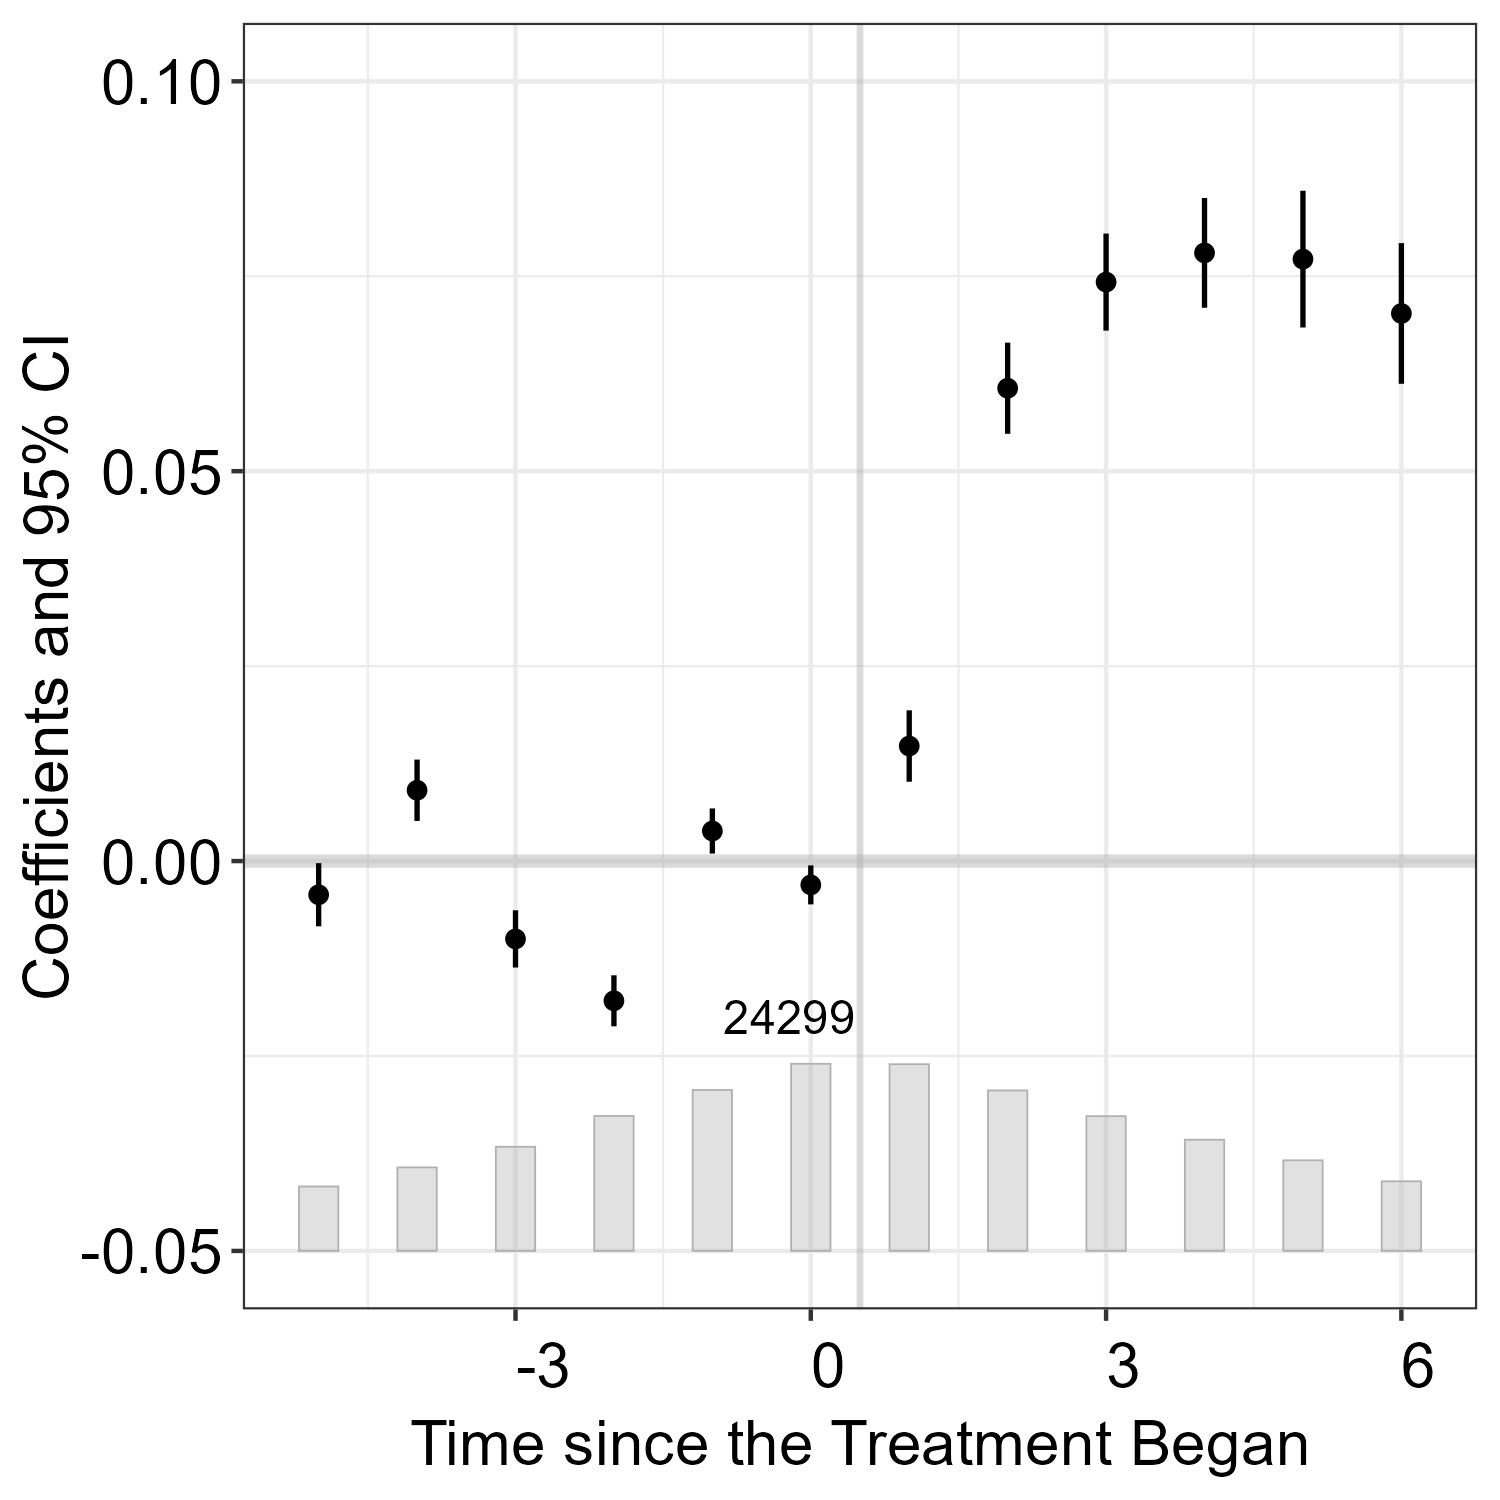 0.10
0.05
0.00
-0.05
Coefficients and 95% CI
24299
-3 0 3 6
Time since the Treatment Began